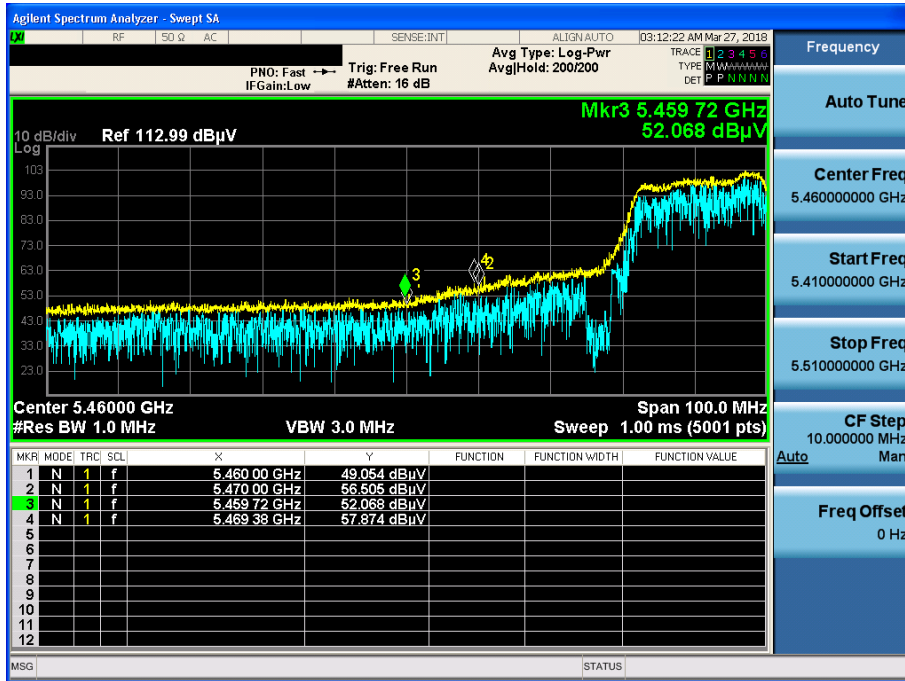 Agilent Spectrum Analyzer - Swept SA
LXI RF 50 Ω AC SENSE:INT ALIGN AUTO 03:12:22 AM Mar 27, 2018
Frequency
PNO: Fast Trig: Free Run Avg Type: Log-Pwr TRACE 1 2 3 4 5 6
IFGain:Low #Atten: 16 dB Avg|Hold: 200/200 TYPE M W
DET P P N N N N
Auto Tune
Mkr3 5.459 72 GHz
52.068 dBµV
10 dB/div Ref 112.99 dBµV
Log
103
93.0
83.0
73.0
63.0
53.0
43.0
33.0
23.0
3
4
2
Center Freq
5.460000000 GHz
Start Freq
5.410000000 GHz
Stop Freq
5.510000000 GHz
Center 5.46000 GHz Span 100.0 MHz
#Res BW 1.0 MHz VBW 3.0 MHz Sweep 1.00 ms (5001 pts)
CF Step
10.000000 MHz
Auto Man
Freq Offset
0 Hz
MKR MODE TRC SCL X Y FUNCTION FUNCTION WIDTH FUNCTION VALUE
1 N 1 f 5.460 00 GHz 49.054 dBµV
2 N 1 f 5.470 00 GHz 56.505 dBµV
3 N 1 f 5.459 72 GHz 52.068 dBµV
4 N 1 f 5.469 38 GHz 57.874 dBµV
5
6
7
8
9
10
11
12
MSG STATUS